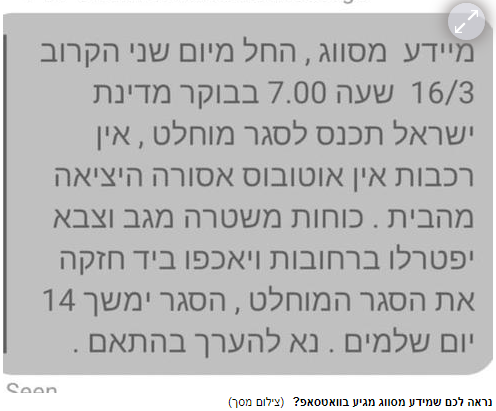 מיידע מסווג , החל מיום שני הקרוב
16/3 שעה 7.00 בבוקר מדינת
ישראל תכנס לסגר מוחלט , אין
רכבות אין אוטובוס אסורה היציאה
מהבית . כוחות משטרה מגב וצבא
יפטרלו ברחובות ויאכפו ביד חזקה
את הסגר המוחלט , הסגר ימשך 14
יום שלמים . נא להערך בהתאם .
Seen
נראה לכם שמידע מסווג מגיע בוואטסאפ? (צילום מסך)